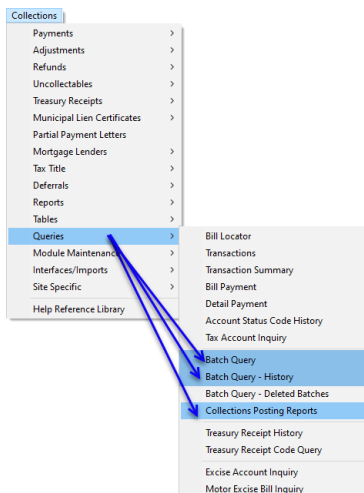 Collections
Payments
Adjustments
Refunds
Uncollectables
Treasury Receipts
Municipal Lien Certificates
Partial Payment Letters
Mortgage Lenders
Tax Title
Deferrals
Reports
Tables
Queries
Module Maintenance
Interfaces/Imports
Site Specific
Help Reference Library
Bill Locator
Transactions
Transaction Summary
Bill Payment
Detail Payment
Account Status Code History
Tax Account Inquiry
Batch Query
Batch Query - History
Batch Query - Deleted Batches
Collections Posting Reports
Treasury Receipt History
Treasury Receipt Code Query
Excise Account Inquiry
Motor Excise Bill Inquiry